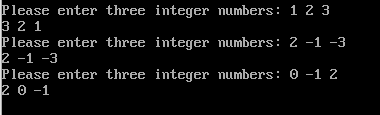 Please enter three integer numbers: 1 2 3
3 2 1
Please enter three integer numbers: 2 -1 -3
2 -1 -3
Please enter three integer numbers: 0 -1 2
2 0 -1